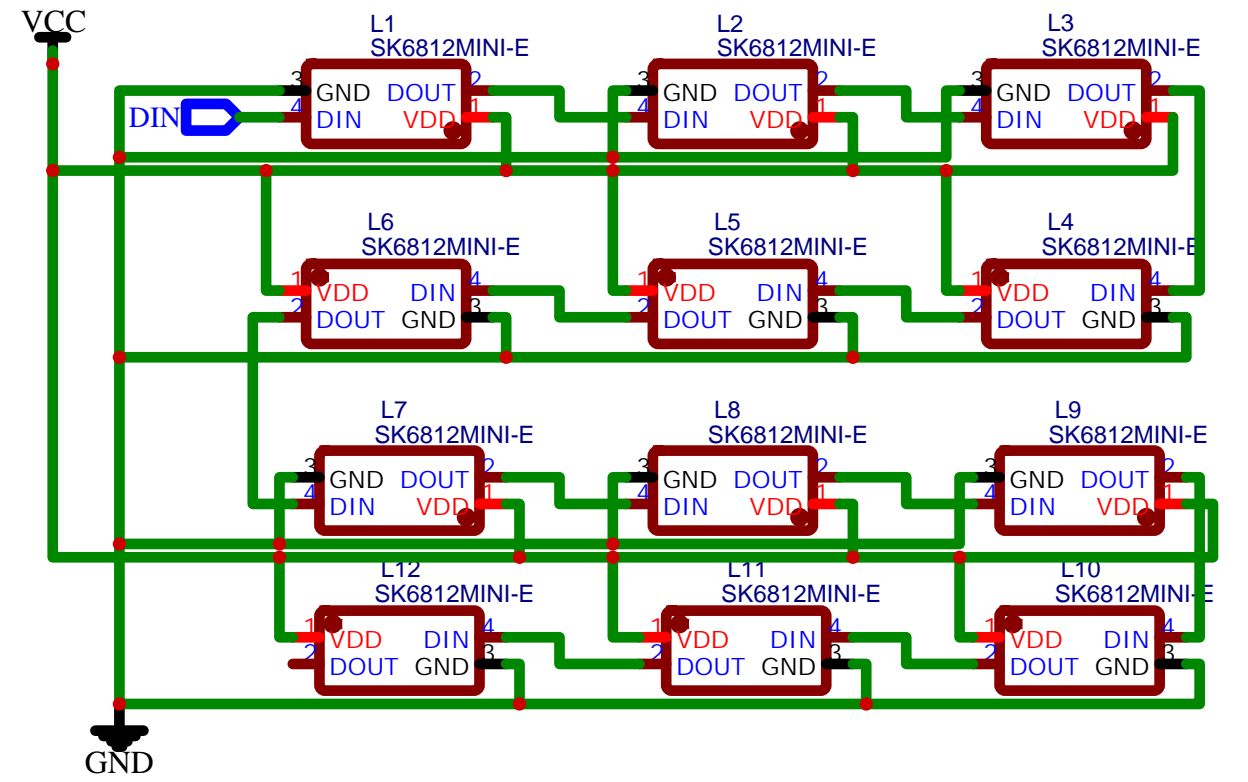 VCC
L1
SK6812MINI-E
3
GND
DOUT
2
4
DIN
VDD
1
L2
SK6812MINI-E
3
GND
DOUT
2
4
DIN
VDD
1
L3
SK6812MINI-E
3
GND
DOUT
2
4
DIN
VDD
1
DIN
L6
SK6812MINI-E
1
VDD
DIN
4
2
DOUT
GND
3
L5
SK6812MINI-E
1
VDD
DIN
4
2
DOUT
GND
3
L4
SK6812MINI-E
1
VDD
DIN
4
2
DOUT
GND
3
L7
SK6812MINI-E
3
GND
DOUT
2
4
DIN
VDD
1
L8
SK6812MINI-E
3
GND
DOUT
2
4
DIN
VDD
1
L9
SK6812MINI-E
3
GND
DOUT
2
4
DIN
VDD
1
L12
SK6812MINI-E
1
VDD
DIN
4
2
DOUT
GND
3
L11
SK6812MINI-E
1
VDD
DIN
4
2
DOUT
GND
3
L10
SK6812MINI-E
1
VDD
DIN
4
2
DOUT
GND
3
GND